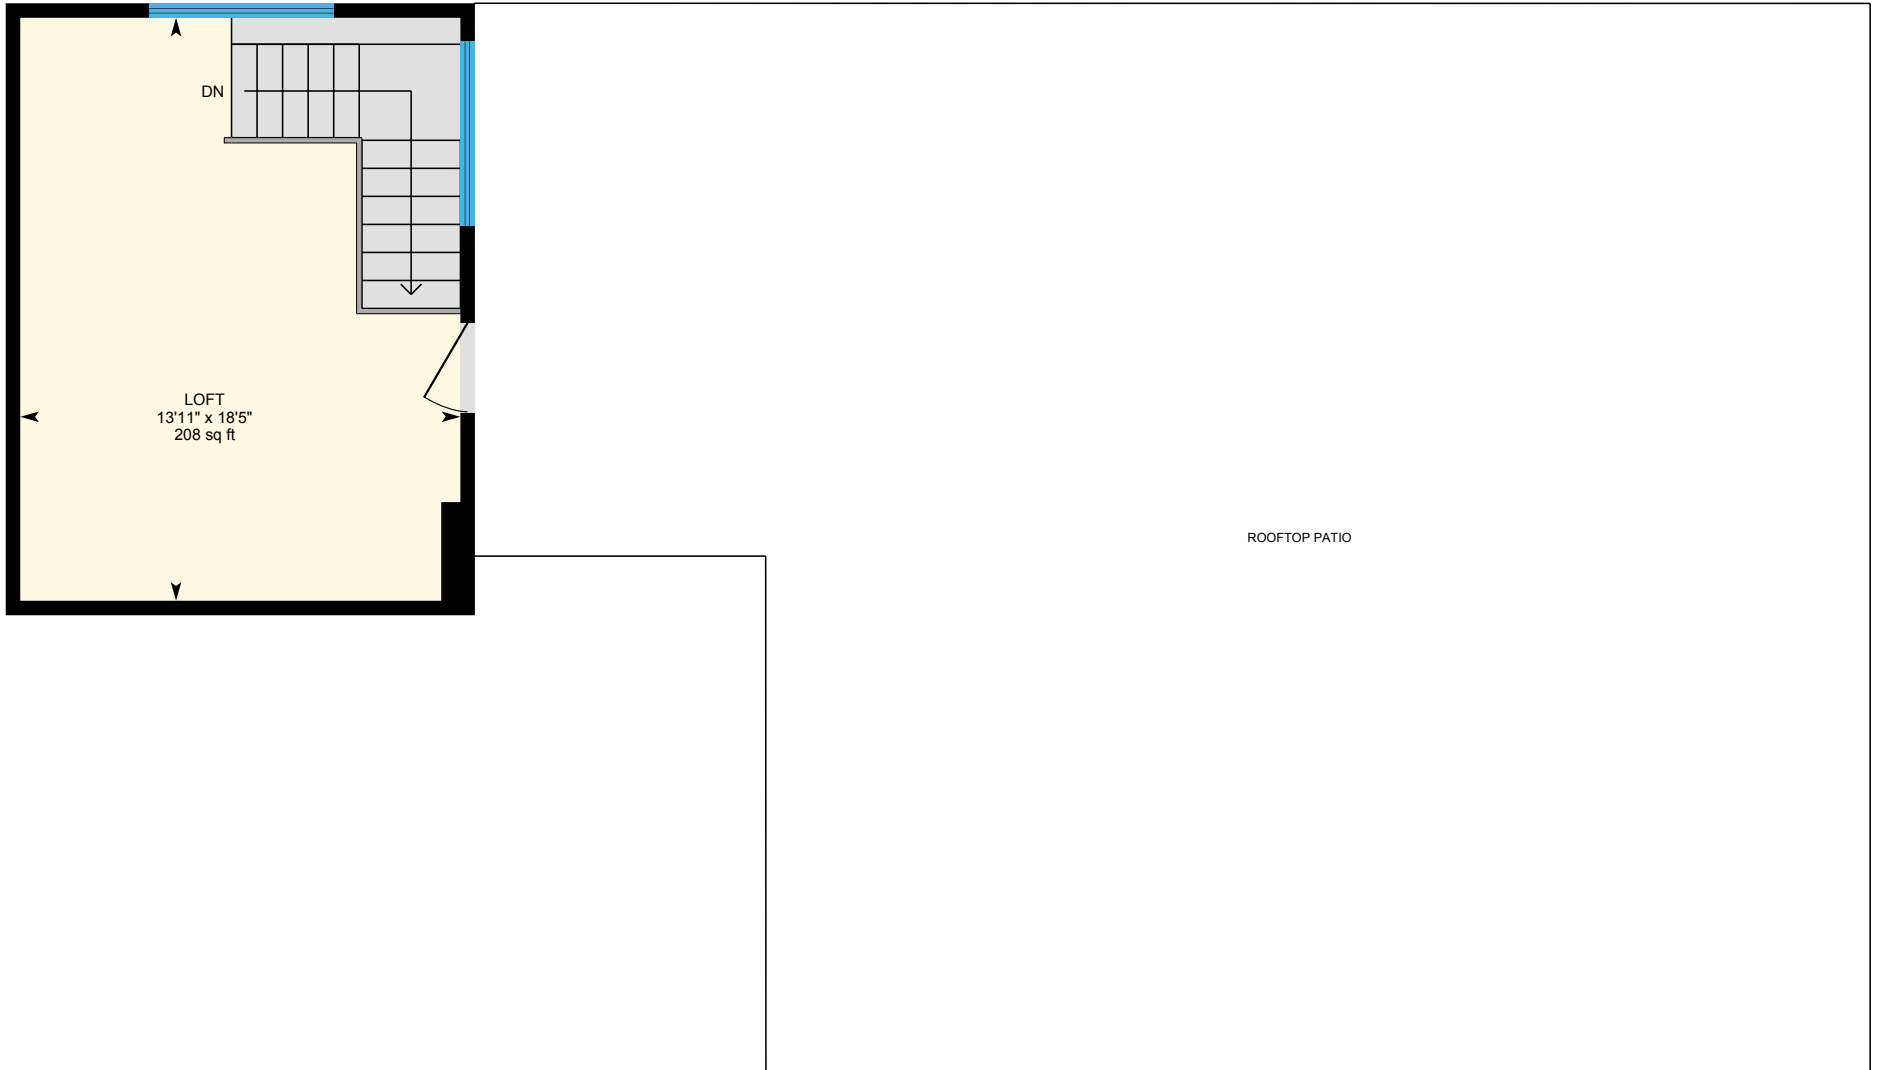 DN
LOFT
13'11" x 18'5"
208 sq ft
ROOFTOP PATIO